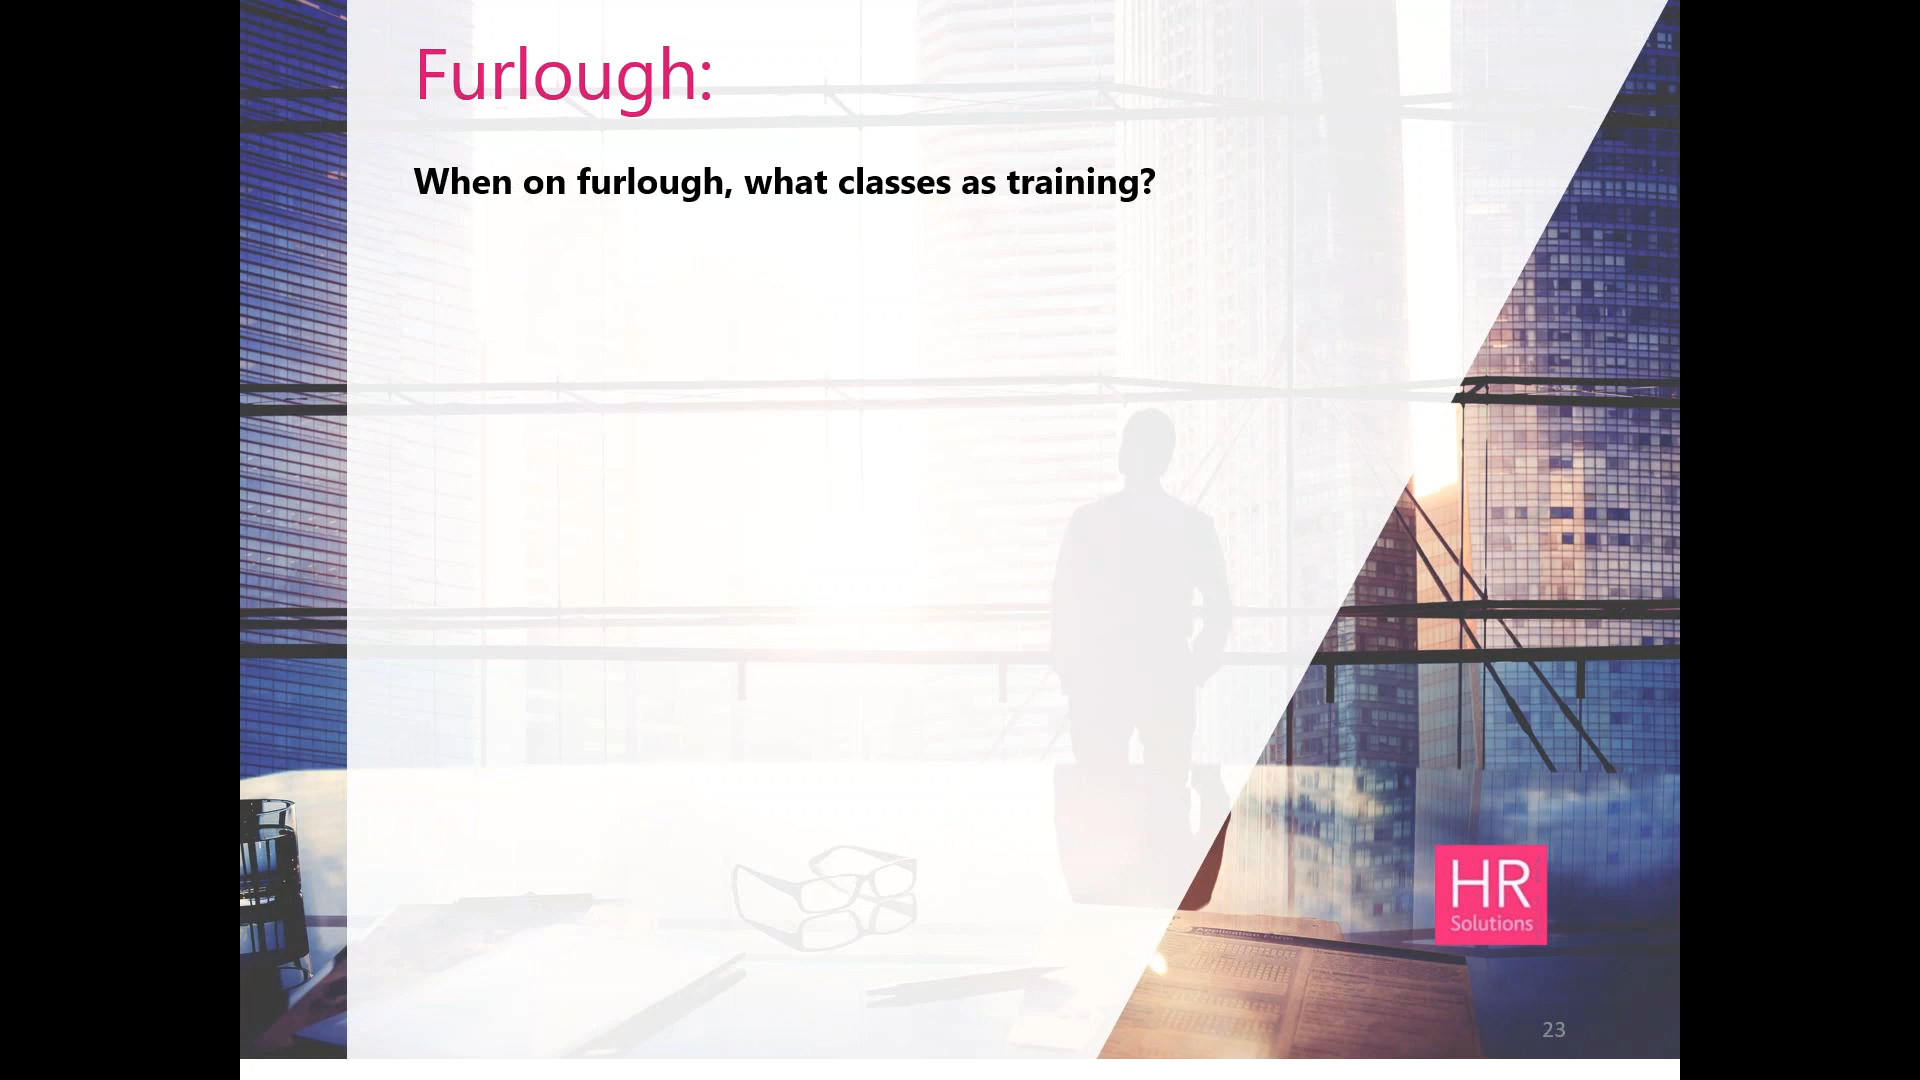 Furlough:
When on furlough, what classes as training?
HR
Solutions
23